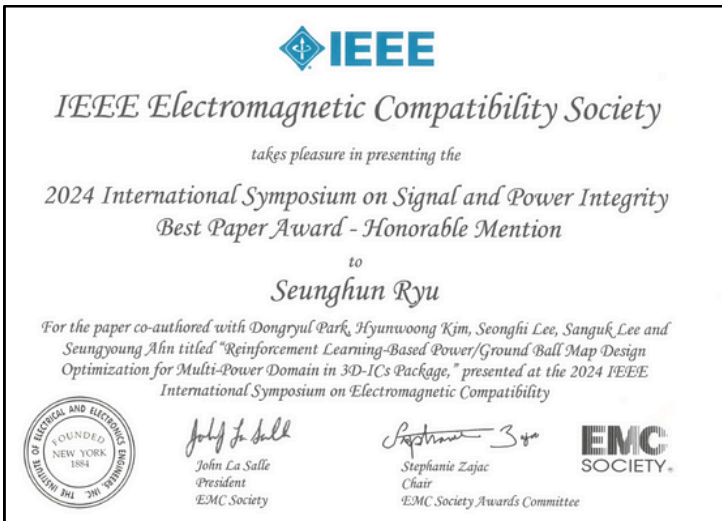 IEEE
IEEE Electromagnetic Compatibility Society
takes pleasure in presenting the
2024 International Symposium on Signal and Power Integrity
Best Paper Award - Honorable Mention
to
Seunghun Ryu
For the paper co-authored with Dongryul Park, Hyunwoong Kim, Seonghi Lee, Sanguk Lee and
Seungyoung Ahn titled "Reinforcement Learning-Based Power/Ground Ball Map Design
Optimization for Multi-Power Domain in 3D-ICs Package," presented at the 2024 IEEE
International Symposium on Electromagnetic Compatibility
THE INSTITUTE OF ELECTRICAL AND ELECTRONICS ENGINEERS, INC.
FOUNDED
NEW YORK
1884
John La Salle
John La Salle
President
EMC Society
Stephanie Zajac
Chair
EMC Society Awards Committee
EMC
SOCIETY®